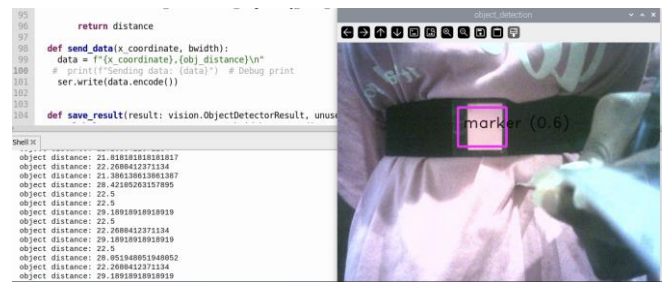 95
96 return distance
97
98 def send_data(x_coordinate, bwidth):
99 data = f"{x_coordinate},{obj_distance}\n"
100 # print(f"Sending data: {data}") # Debug print
101 ser.write(data.encode())
102
103
104 def save_result(result: vision.ObjectDetectorResult, unuse
Shell
object distance: 21.818181818181817
object distance: 22.2680412371134
object distance: 21.386138613861387
object distance: 28.42105263157895
object distance: 22.5
object distance: 22.5
object distance: 29.18918918918919
object distance: 22.5
object distance: 22.2680412371134
object distance: 29.18918918918919
object distance: 22.5
object distance: 28.051948051948052
object distance: 22.2680412371134
object distance: 29.18918918918919
object_detection
marker (0.6)